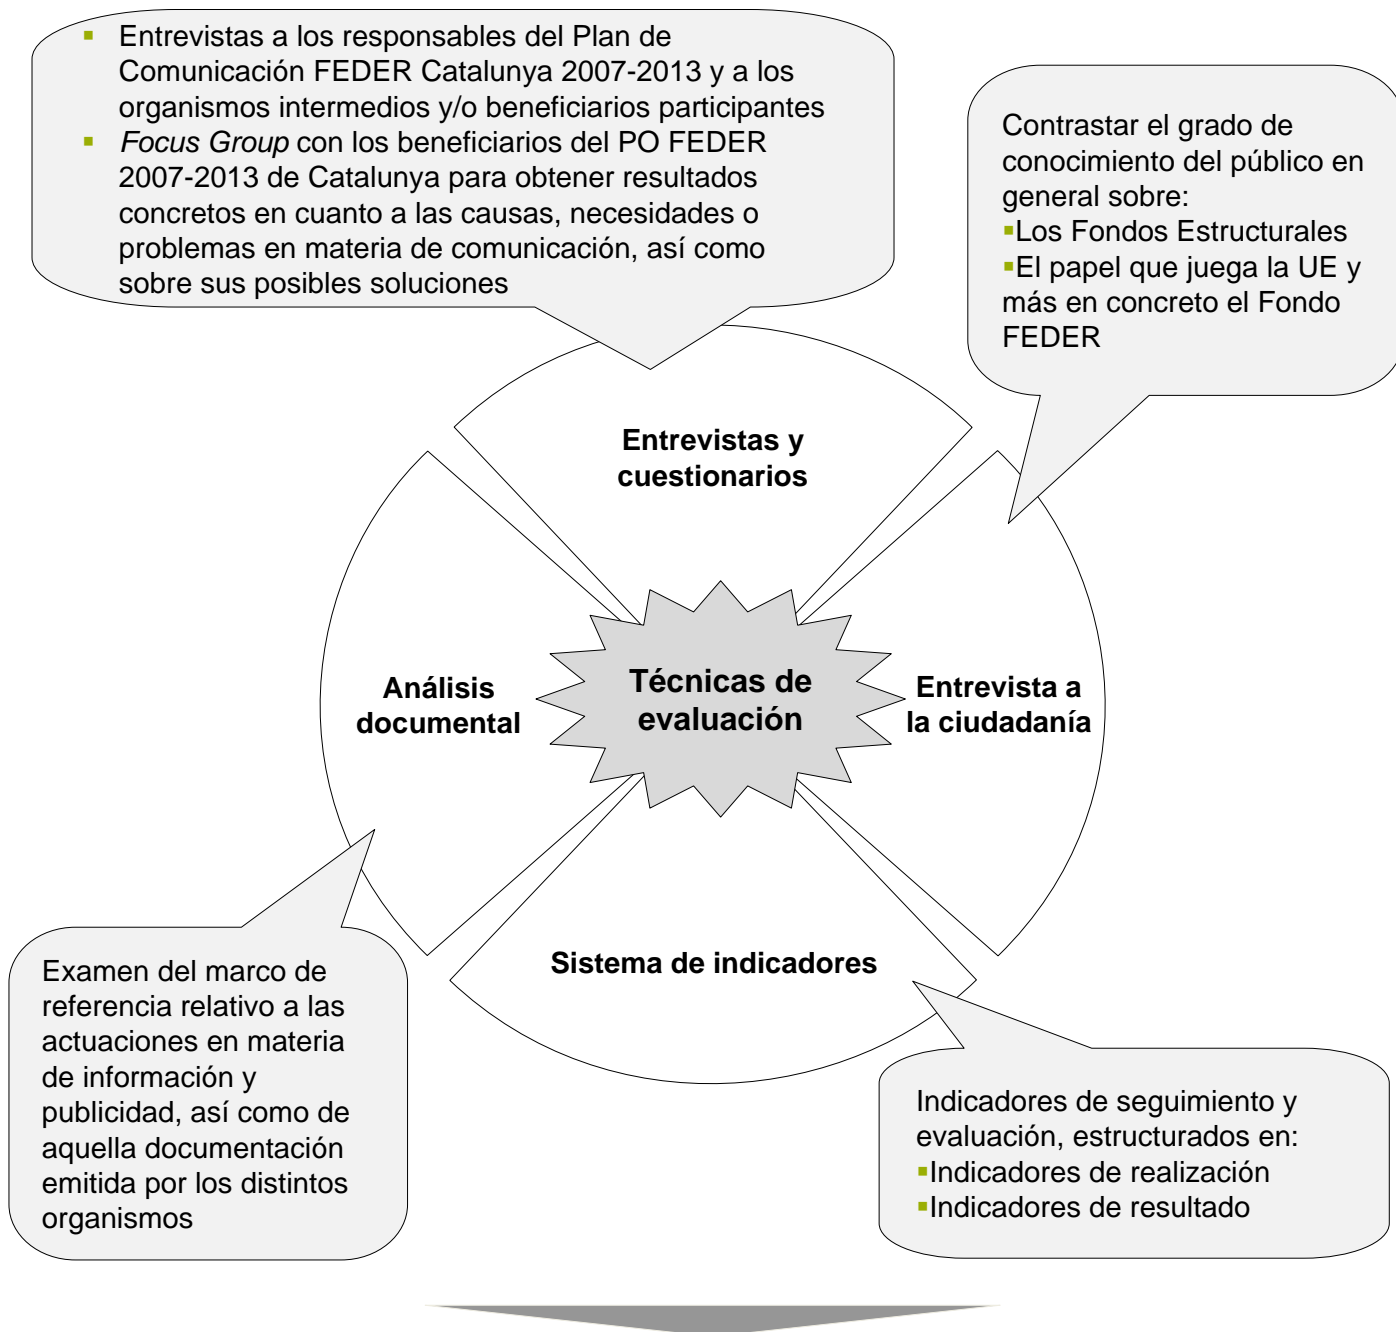 ▪ Entrevistas a los responsables del Plan de
Comunicación FEDER Catalunya 2007-2013 y a los
organismos intermedios y/o beneficiarios participantes
▪ Focus Group con los beneficiarios del PO FEDER
2007-2013 de Catalunya para obtener resultados
concretos en cuanto a las causas, necesidades o
problemas en materia de comunicación, así como
sobre sus posibles soluciones
Contrastar el grado de
conocimiento del público en
general sobre:
▪Los Fondos Estructurales
▪El papel que juega la UE y
más en concreto el Fondo
FEDER
Entrevistas y
cuestionarios
Análisis
documental
Técnicas de
evaluación
Entrevista a
la ciudadanía
Sistema de indicadores
Examen del marco de
referencia relativo a las
actuaciones en materia
de información y
publicidad, así como de
aquella documentación
emitida por los distintos
organismos
Indicadores de seguimiento y
evaluación, estructurados en:
▪Indicadores de realización
▪Indicadores de resultado